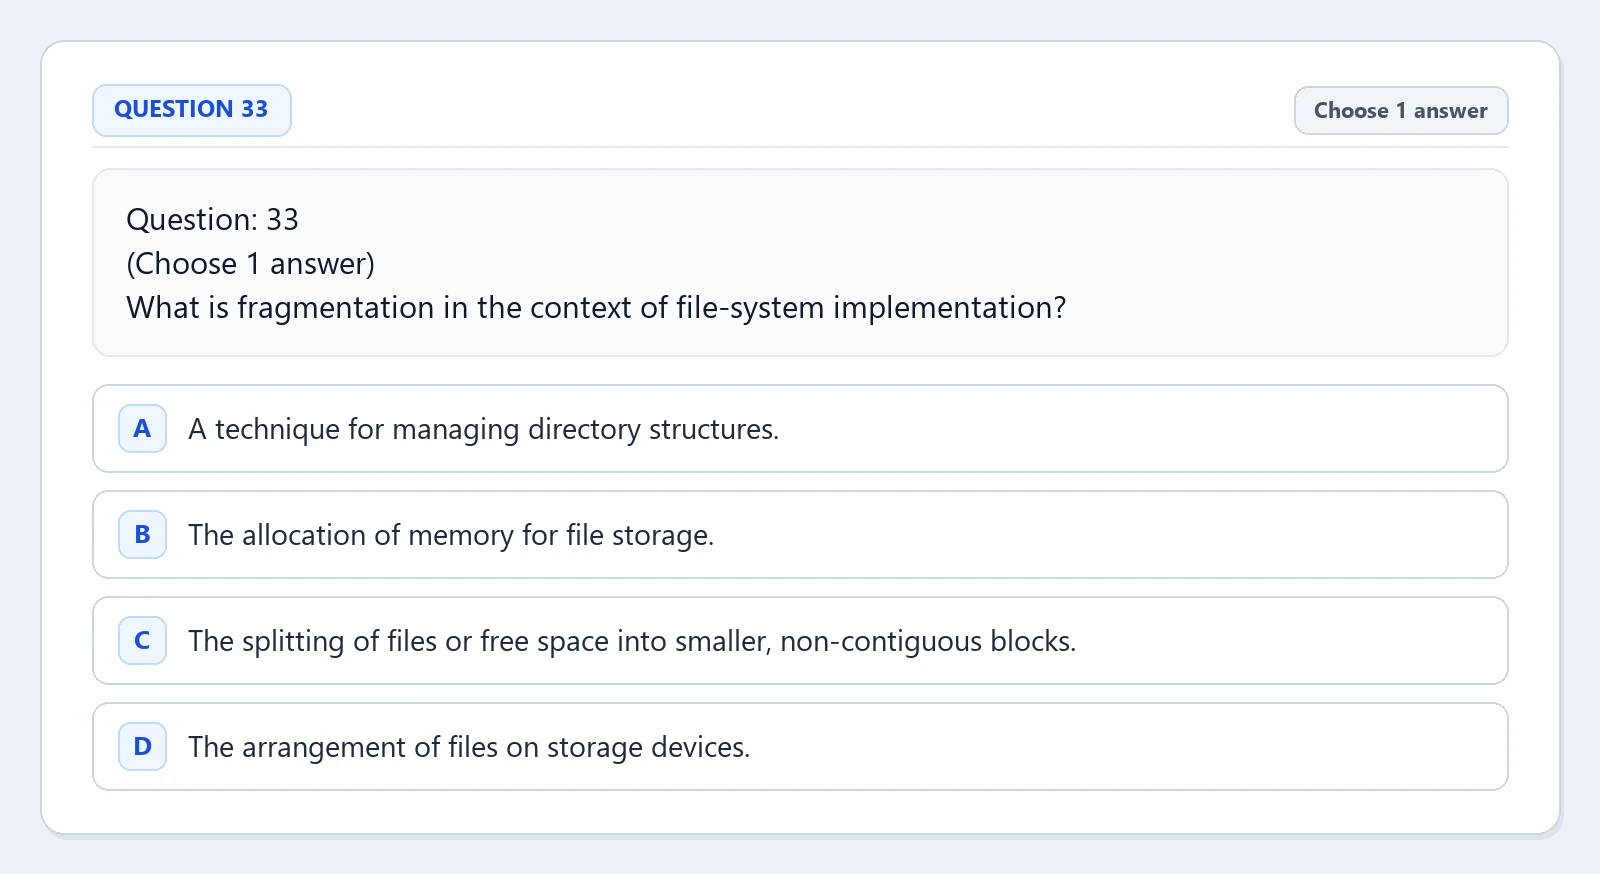 QUESTION 33
Choose 1 answer
Question: 33
(Choose 1 answer)
What is fragmentation in the context of file-system implementation?
A A technique for managing directory structures.
B The allocation of memory for file storage.
C The splitting of files or free space into smaller, non-contiguous blocks.
D The arrangement of files on storage devices.